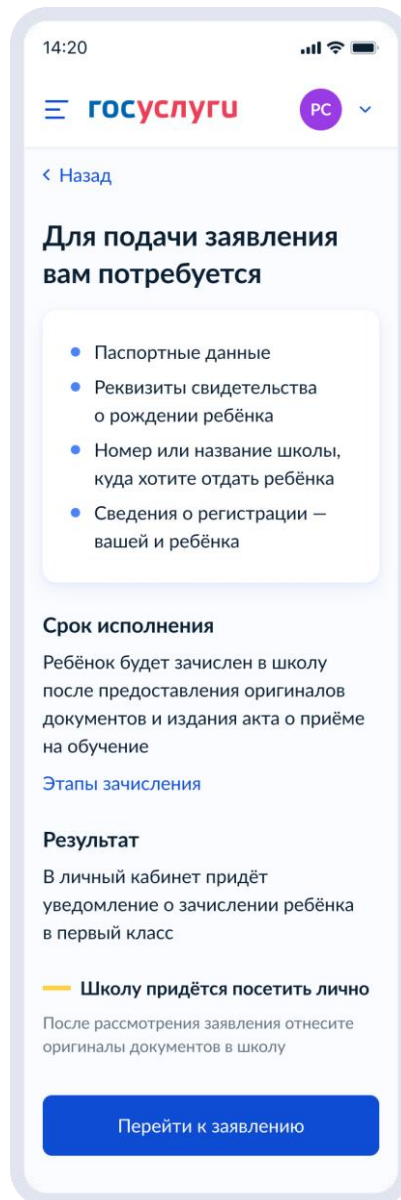 14:20
госуслуги
РС
Назад
Для подачи заявления
вам потребуется
Паспортные данные
Реквизиты свидетельства
о рождении ребёнка
Номер или название школы,
куда хотите отдать ребёнка
Сведения о регистрации —
вашей и ребёнка
Срок исполнения
Ребёнок будет зачислен в школу
после предоставления оригиналов
документов и издания акта о приёме
на обучение
Этапы зачисления
Результат
В личный кабинет придёт
уведомление о зачислении ребёнка
в первый класс
Школу придётся посетить лично
После рассмотрения заявления отнесите
оригиналы документов в школу
Перейти к заявлению